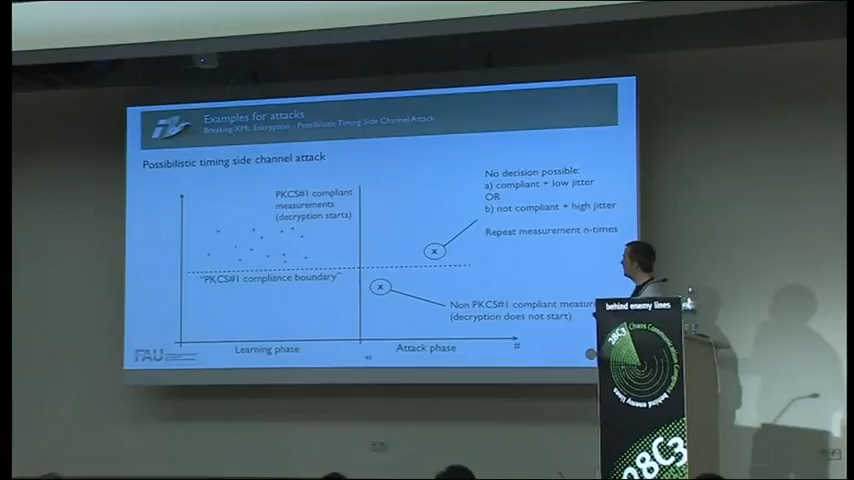 Examples for attacks
Breaking XML Encryption - Possibilistic Timing Side Channel Attack
Possibilistic timing side channel attack
PKCS#1 compliant
measurements
(decryption starts)
No decision possible:
a) compliant + low jitter
OR
b) not compliant + high jitter
Repeat measurement n-times
x
"PKCS#1 compliance boundary"
x
Non PKCS#1 compliant measu
(decryption does not start)
Learning phase
Attack phase
#
FAU
behind enemy lines
28C3
Chaos Communication Congress
behind enemy lines
28C3